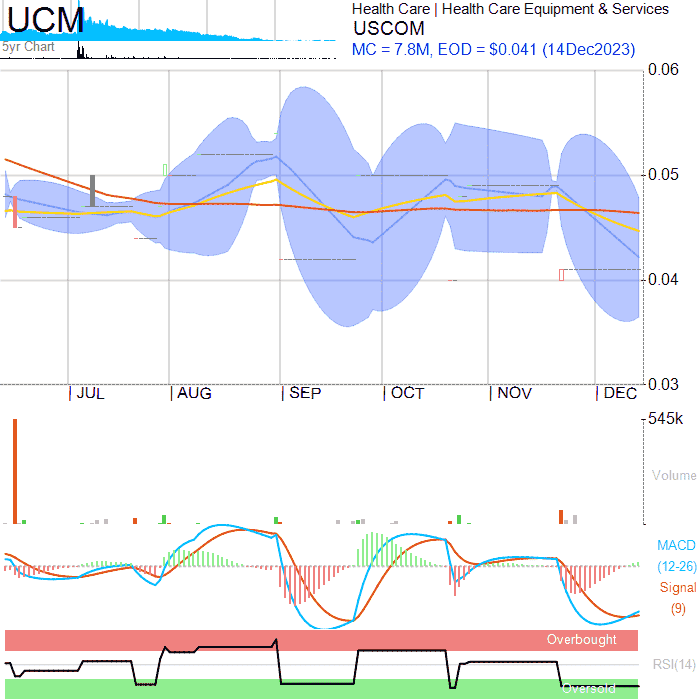 UCM
5yr Chart
Health Care | Health Care Equipment & Services
USCOM
MC = 7.8M, EOD = $0.041 (14Dec2023)
0.06
0.05
0.04
0.03
JUL
AUG
SEP
OCT
NOV
DEC
545k
Volume
MACD
(12-26)
Signal
(9)
Overbought
RSI(14)
Oversold